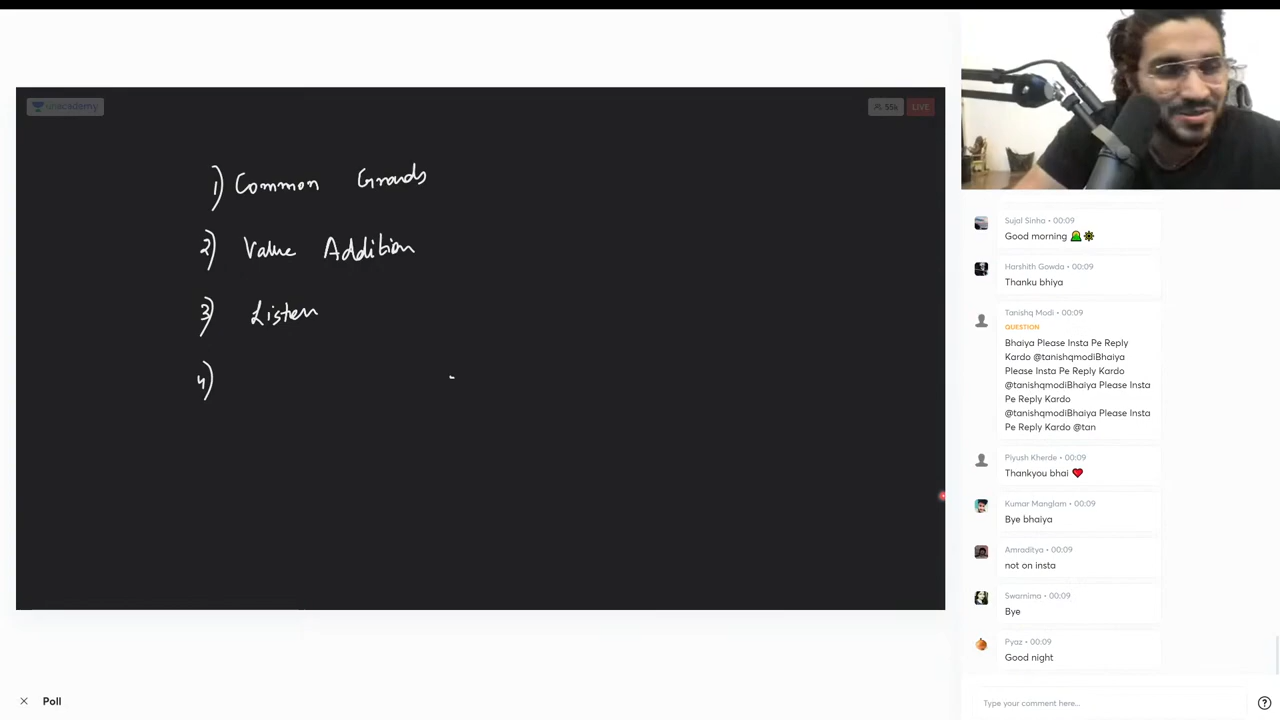 unacademy
55k LIVE
1) Common Grounds
2) Value Addition
3) Listen
4)
Sujal Sinha • 00:09
Good morning
Harshith Gowda • 00:09
Thanku bhiya
Tanishq Modi • 00:09
QUESTION
Bhaiya Please Insta Pe Reply
Kardo @tanishqmodiBhaiya
Please Insta Pe Reply Kardo
@tanishqmodiBhaiya Please Insta
Pe Reply Kardo
@tanishqmodiBhaiya Please Insta
Pe Reply Kardo @tan
Piyush Kherde • 00:09
Thankyou bhai ❤️
Kumar Manglam • 00:09
Bye bhaiya
Amraditya • 00:09
not on insta
Swarnima • 00:09
Bye
Pyaz • 00:09
Good night
Poll
Type your comment here...